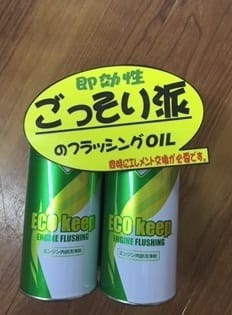 即効性
ごっそり派
のフラッシングOIL
同時にエレメント交換が必要です。
ECO keep
ENGINE FLUSHING
エンジン内部洗浄剤
ECO keep
ENGINE FLUSHING
エンジン内部洗浄剤